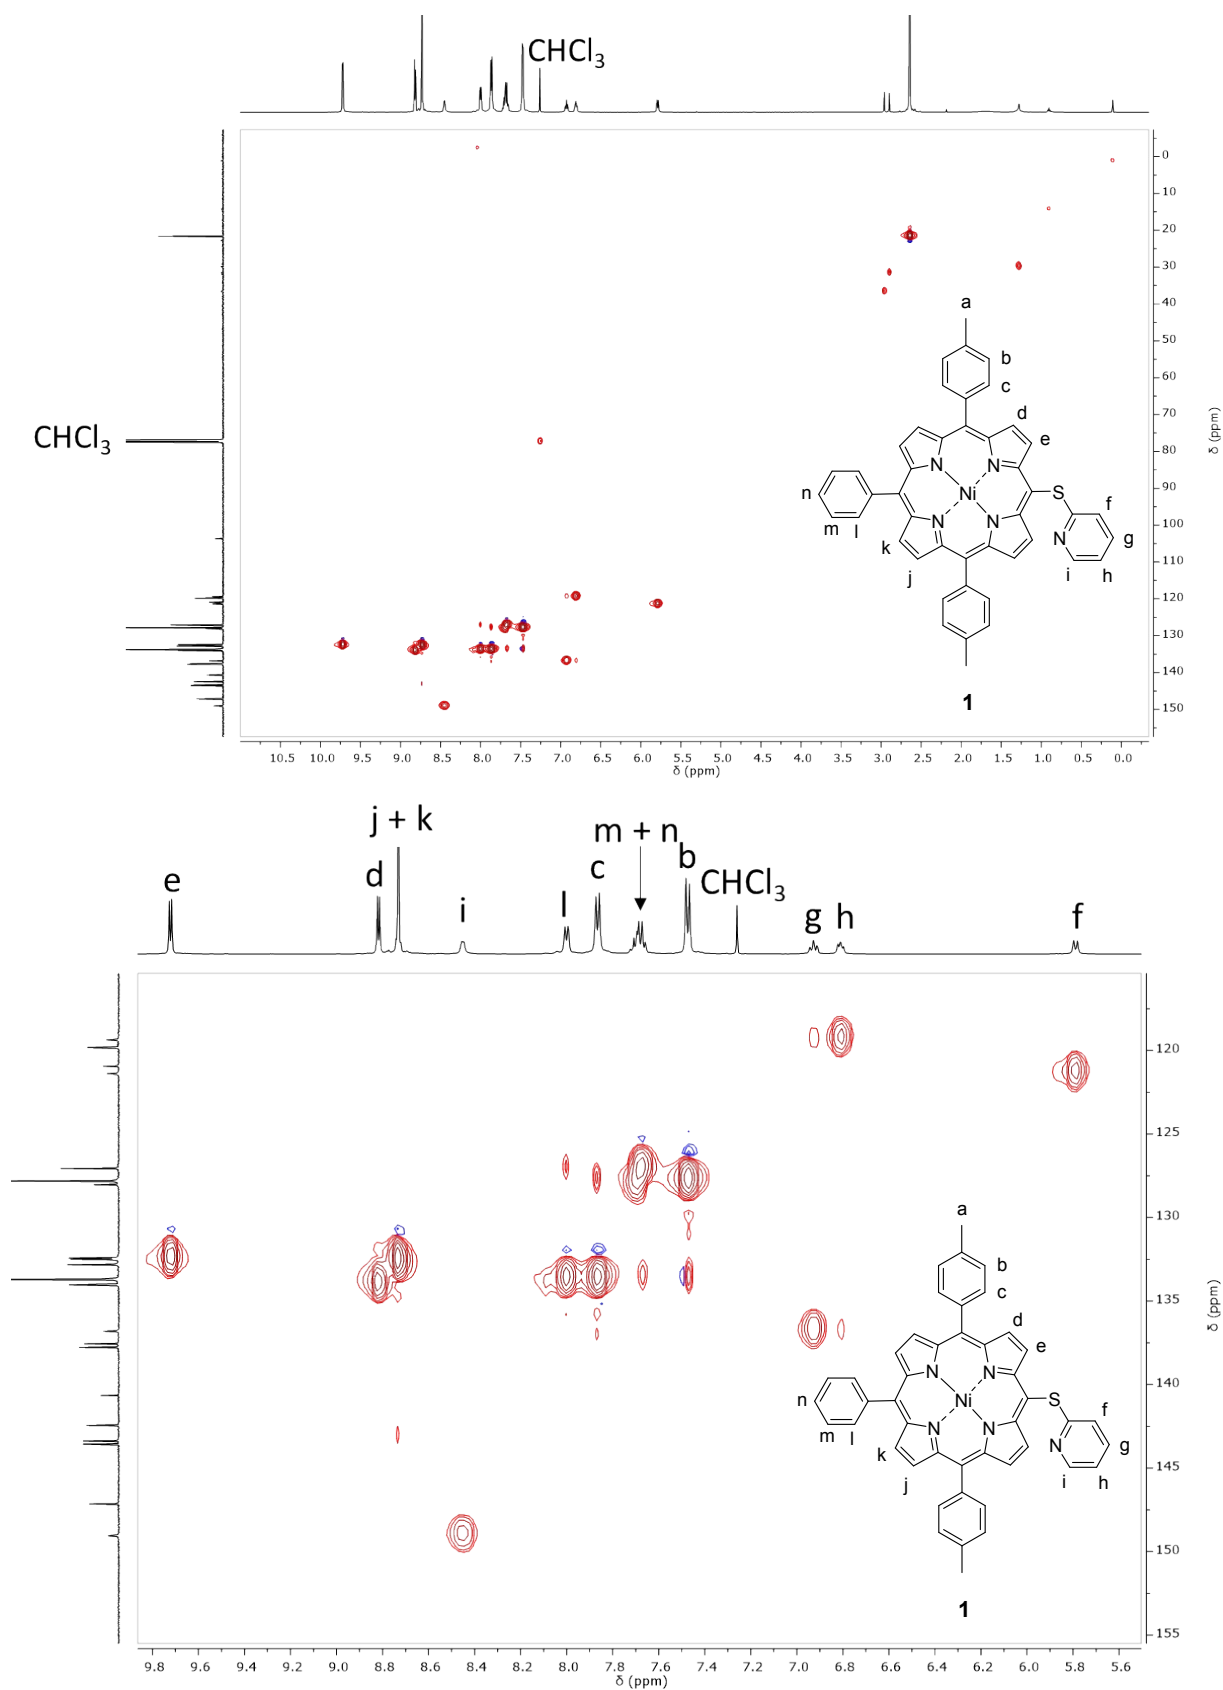 CHCl3
0
10
20
30
40
50
60
70
80
90
100
110
120
130
140
150
δ (ppm)
CHCl3
a
b
c
d
e
N N
Ni
N N
S
f
n
m l
k
j
N
g
i h
1
10.5 10.0 9.5 9.0 8.5 8.0 7.5 7.0 6.5 6.0 5.5 5.0 4.5 4.0 3.5 3.0 2.5 2.0 1.5 1.0 0.5 0.0
δ (ppm)
j + k
m + n
e d i l c b CHCl3 g h f
120
125
130
135
140
145
150
155
δ (ppm)
a
b
c
d
e
N N
Ni
N N
S
f
n
m l
k
j
N
g
i h
1
9.8 9.6 9.4 9.2 9.0 8.8 8.6 8.4 8.2 8.0 7.8 7.6 7.4 7.2 7.0 6.8 6.6 6.4 6.2 6.0 5.8 5.6
δ (ppm)